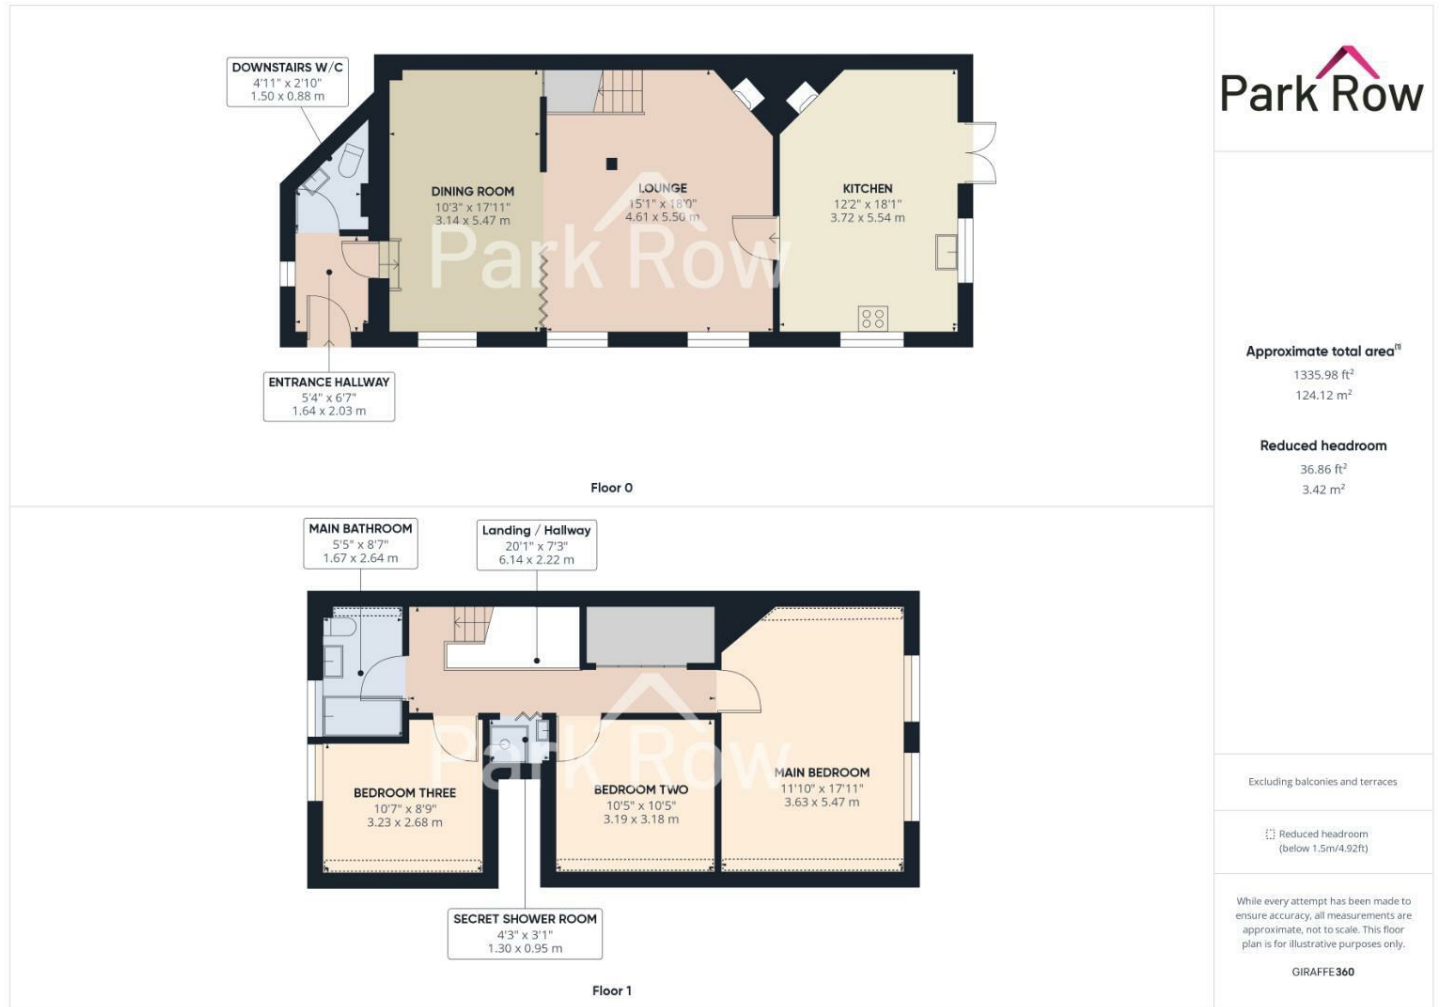 DOWNSTAIRS W/C
4'11" x 2'10"
1.50 x 0.88 m
DINING ROOM
10'3" x 17'11"
3.14 x 5.47 m
LOUNGE
15'1" x 18'0"
4.61 x 5.50 m
KITCHEN
12'2" x 18'1"
3.72 x 5.54 m
Park Row
ENTRANCE HALLWAY
5'4" x 6'7"
1.64 x 2.03 m
Floor 0
MAIN BATHROOM
5'5" x 8'7"
1.67 x 2.64 m
Landing / Hallway
20'1" x 7'3"
6.14 x 2.22 m
BEDROOM THREE
10'7" x 8'9"
3.23 x 2.68 m
BEDROOM TWO
10'5" x 10'5"
3.19 x 3.18 m
MAIN BEDROOM
11'10" x 17'11"
3.63 x 5.47 m
Park Row
SECRET SHOWER ROOM
4'3" x 3'1"
1.30 x 0.95 m
Floor 1
Park Row
Approximate total area⁽¹⁾
1335.98 ft²
124.12 m²
Reduced headroom
36.86 ft²
3.42 m²
Excluding balconies and terraces
Reduced headroom
(below 1.5m/4.92ft)
While every attempt has been made to
ensure accuracy, all measurements are
approximate, not to scale. This floor
plan is for illustrative purposes only.
GIRAFFE360